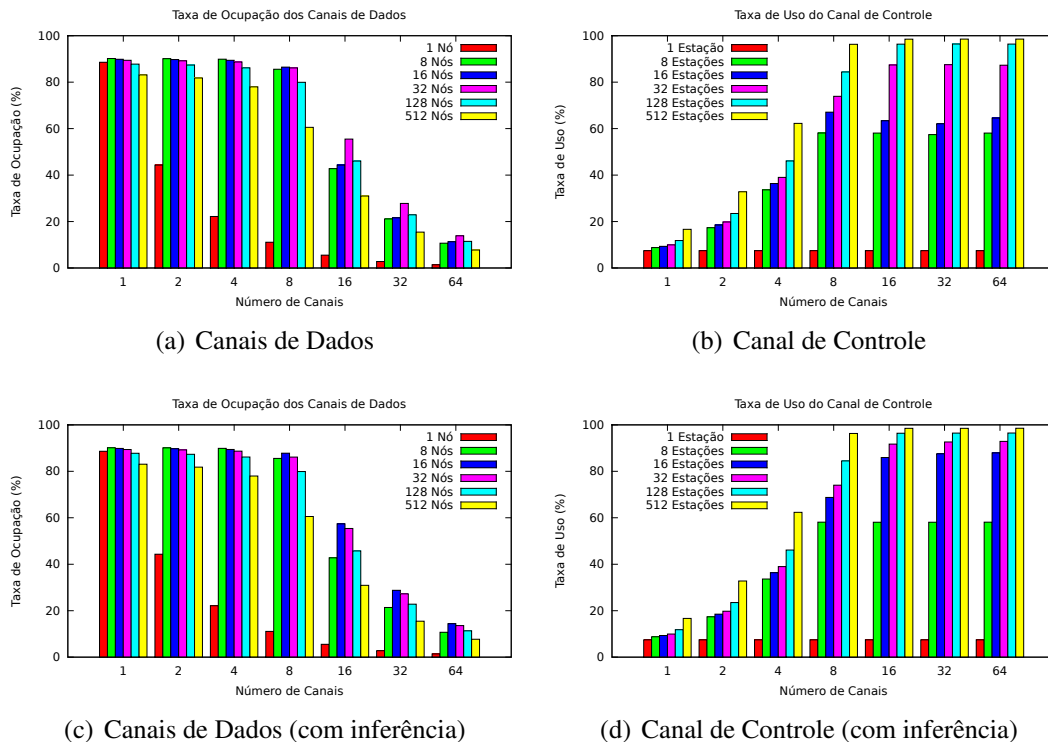 Taxa de Ocupação dos Canais de Dados
Taxa de Ocupação (%)
100
80
60
40
20
0
1 Nó
8 Nós
16 Nós
32 Nós
128 Nós
512 Nós
1 2 4 8 16 32 64
Número de Canais
(a) Canais de Dados
Taxa de Uso do Canal de Controle
Taxa de Uso (%)
100
80
60
40
20
0
1 Estação
8 Estações
16 Estações
32 Estações
128 Estações
512 Estações
1 2 4 8 16 32 64
Número de Canais
(b) Canal de Controle
Taxa de Ocupação dos Canais de Dados
Taxa de Ocupação (%)
100
80
60
40
20
0
1 Nó
8 Nós
16 Nós
32 Nós
128 Nós
512 Nós
1 2 4 8 16 32 64
Número de Canais
(c) Canais de Dados (com inferência)
Taxa de Uso do Canal de Controle
Taxa de Uso (%)
100
80
60
40
20
0
1 Estação
8 Estações
16 Estações
32 Estações
128 Estações
512 Estações
1 2 4 8 16 32 64
Número de Canais
(d) Canal de Controle (com inferência)